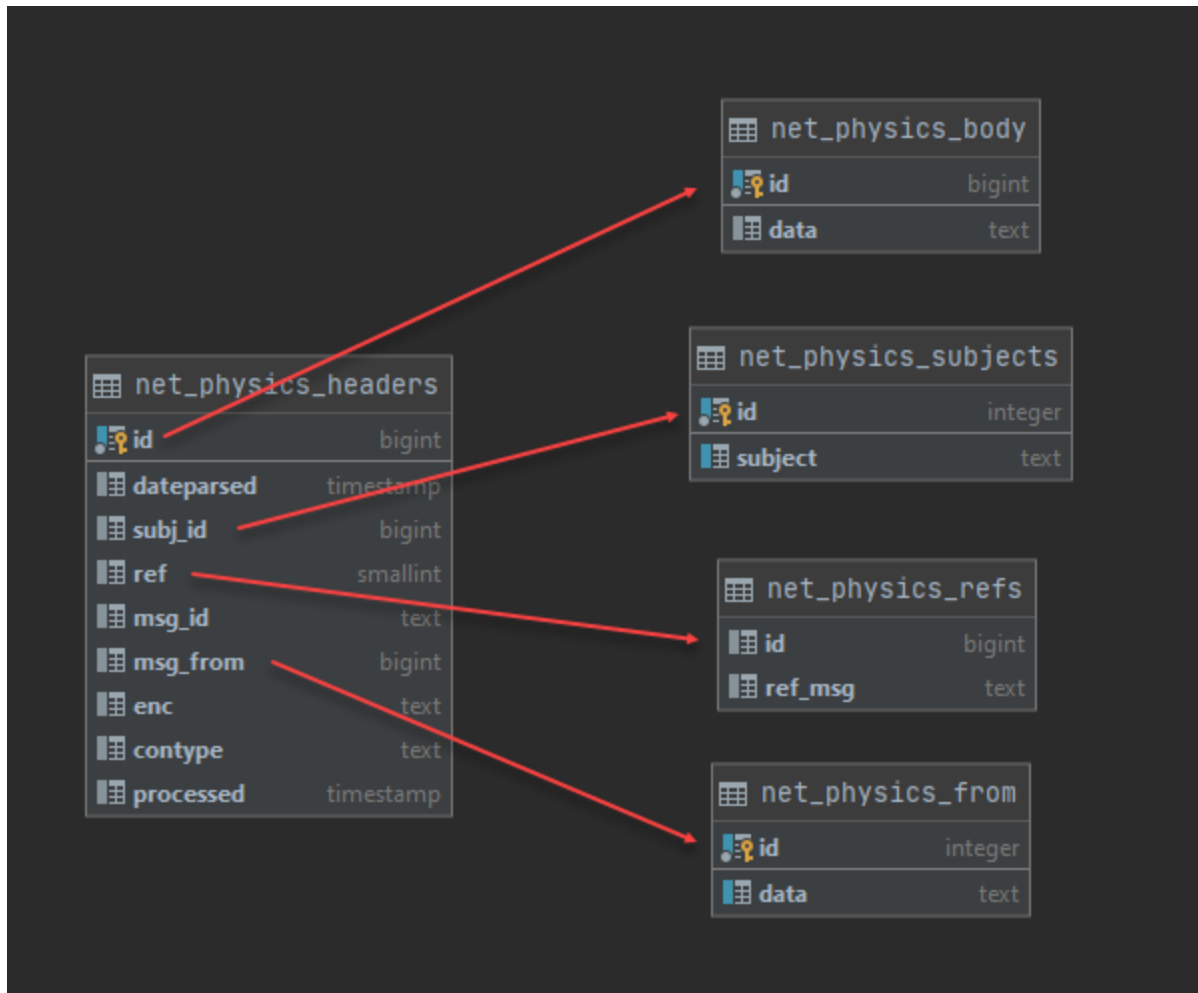 net_physics_headers
id bigint
dateparsed timestamp
subj_id bigint
ref smallint
msg_id text
msg_from bigint
enc text
contype text
processed timestamp
net_physics_body
id bigint
data text
net_physics_subjects
id integer
subject text
net_physics_refs
id bigint
ref_msg text
net_physics_from
id integer
data text